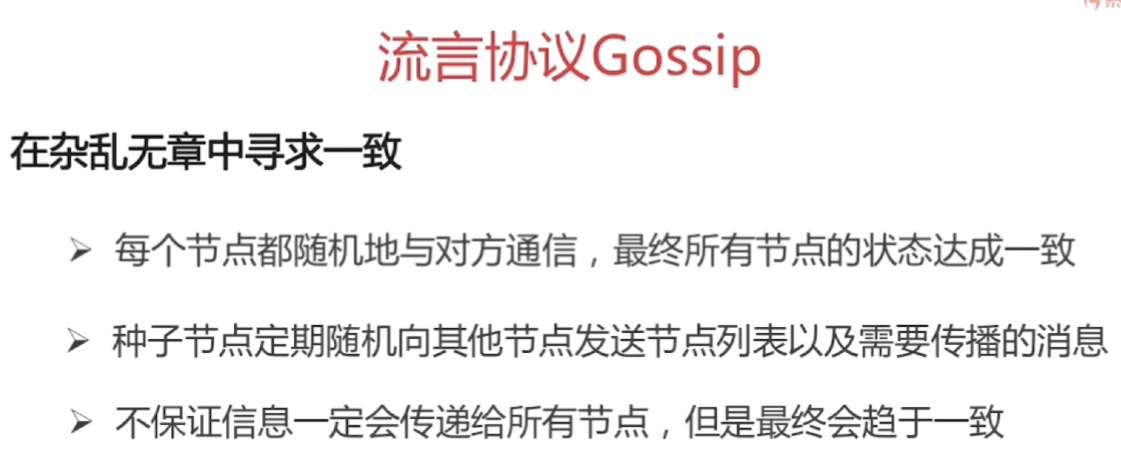 流言协议Gossip
在杂乱无章中寻求一致
每个节点都随机地与对方通信，最终所有节点的状态达成一致
种子节点定期随机向其他节点发送节点列表以及需要传播的消息
不保证信息一定会传递给所有节点，但是最终会趋于一致